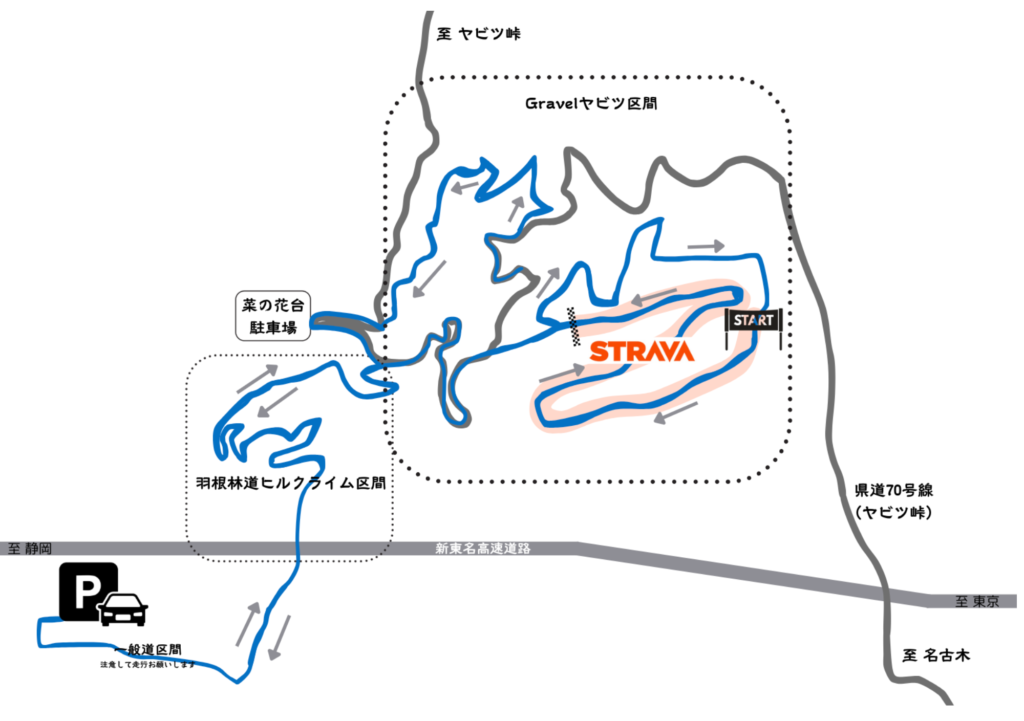 至 ヤビツ峠
Gravelヤビツ区間
菜の花台
駐車場
START
STRAVA
羽根林道ヒルクライム区間
県道70号線
(ヤビツ峠)
至 静岡
新東名高速道路
P
至 東京
一般道区間
注意して走行お願いします
至 名古木